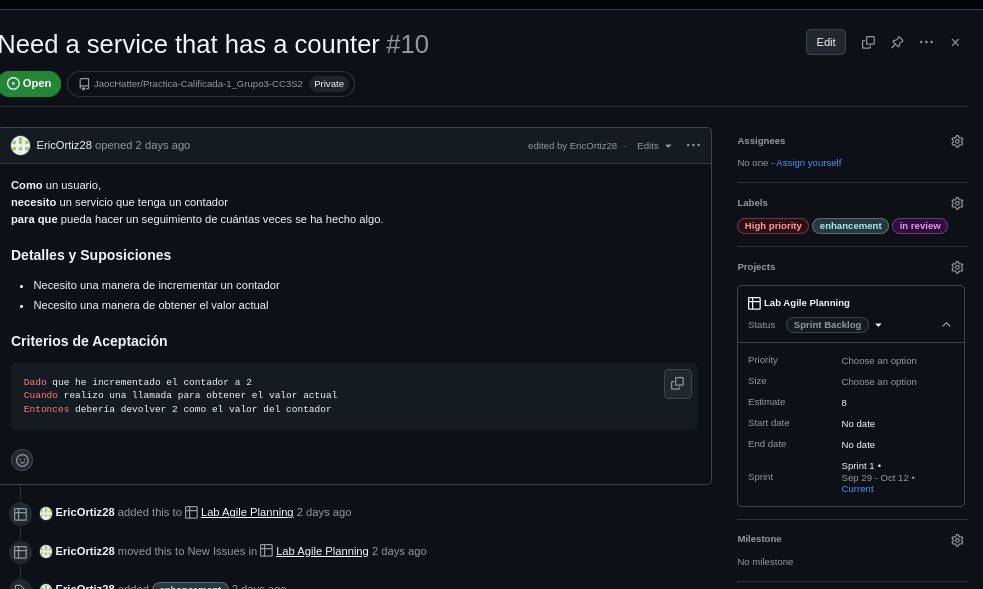 Need a service that has a counter #10
Edit
Open
JaocHatter/Practica-Calificada-1_Grupo3-CC3S2 Private
EricOrtiz28 opened 2 days ago
edited by EricOrtiz28 · Edits
Como un usuario,
necesito un servicio que tenga un contador
para que pueda hacer un seguimiento de cuántas veces se ha hecho algo.
Detalles y Suposiciones
• Necesito una manera de incrementar un contador
• Necesito una manera de obtener el valor actual
Criterios de Aceptación
Dado que he incrementado el contador a 2
Cuando realizo una llamada para obtener el valor actual
Entonces debería devolver 2 como el valor del contador
EricOrtiz28 added this to Lab Agile Planning 2 days ago
EricOrtiz28 moved this to New Issues in Lab Agile Planning 2 days ago
EricOrtiz28 added enhancement 2 days ago
Assignees
No one - Assign yourself
Labels
High priority enhancement in review
Projects
Lab Agile Planning
Status Sprint Backlog
Priority Choose an option
Size Choose an option
Estimate 8
Start date No date
End date No date
Sprint Sprint 1 •
Sep 29 - Oct 12 •
Current
Milestone
No milestone